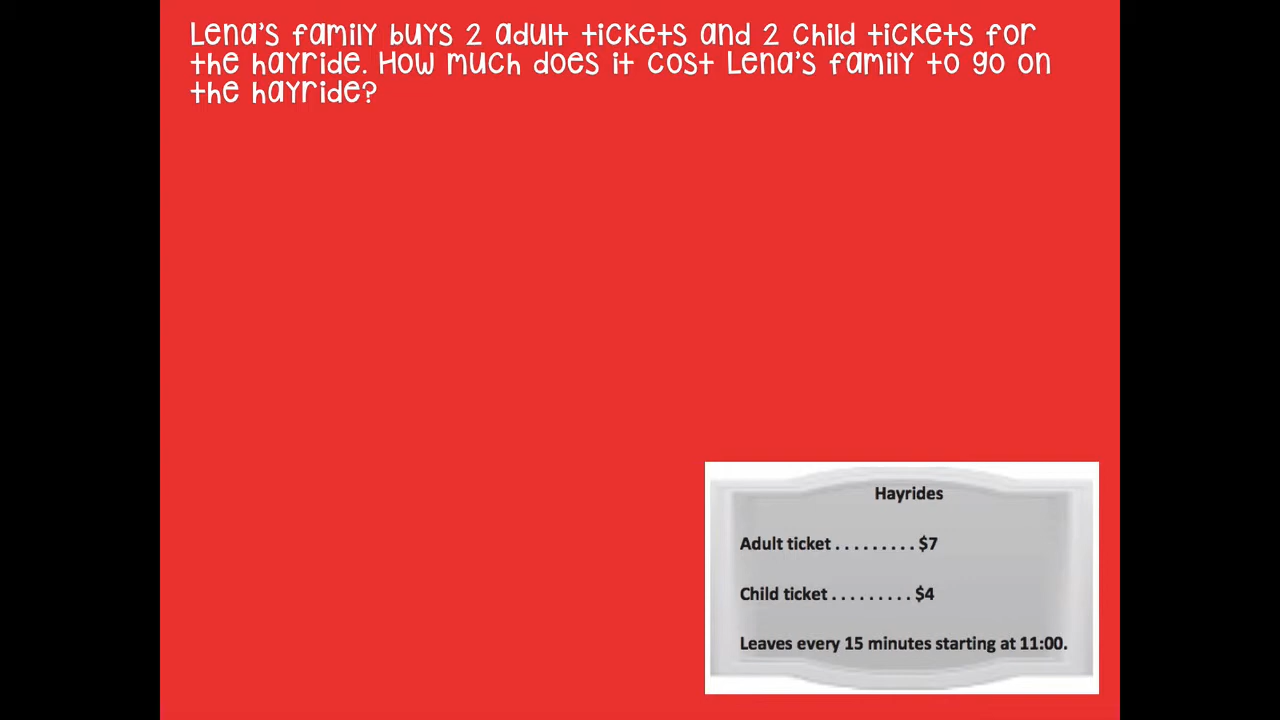 Lena's family buys 2 adult tickets and 2 child tickets for
the hayride. How much does it cost Lena's family to go on
the hayride?
Hayrides
Adult ticket . . . . . . . . . $7
Child ticket . . . . . . . . . $4
Leaves every 15 minutes starting at 11:00.